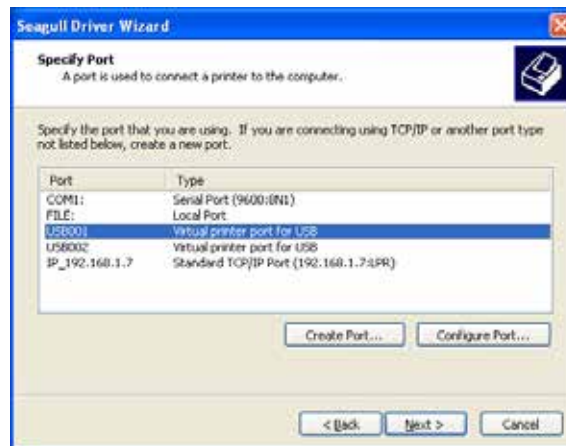 Seagull Driver Wizard
Specify Port
A port is used to connect a printer to the computer.
Specify the port that you are using. If you are connecting using TCP/IP or another port type
not listed below, create a new port.
Port Type
COM1: Serial Port (9600:8N1)
FILE: Local Port
USB001 Virtual printer port for USB
USB002 Virtual printer port for USB
IP_192.168.1.7 Standard TCP/IP Port (192.168.1.7:LPR)
Create Port... Configure Port...
< Back Next > Cancel